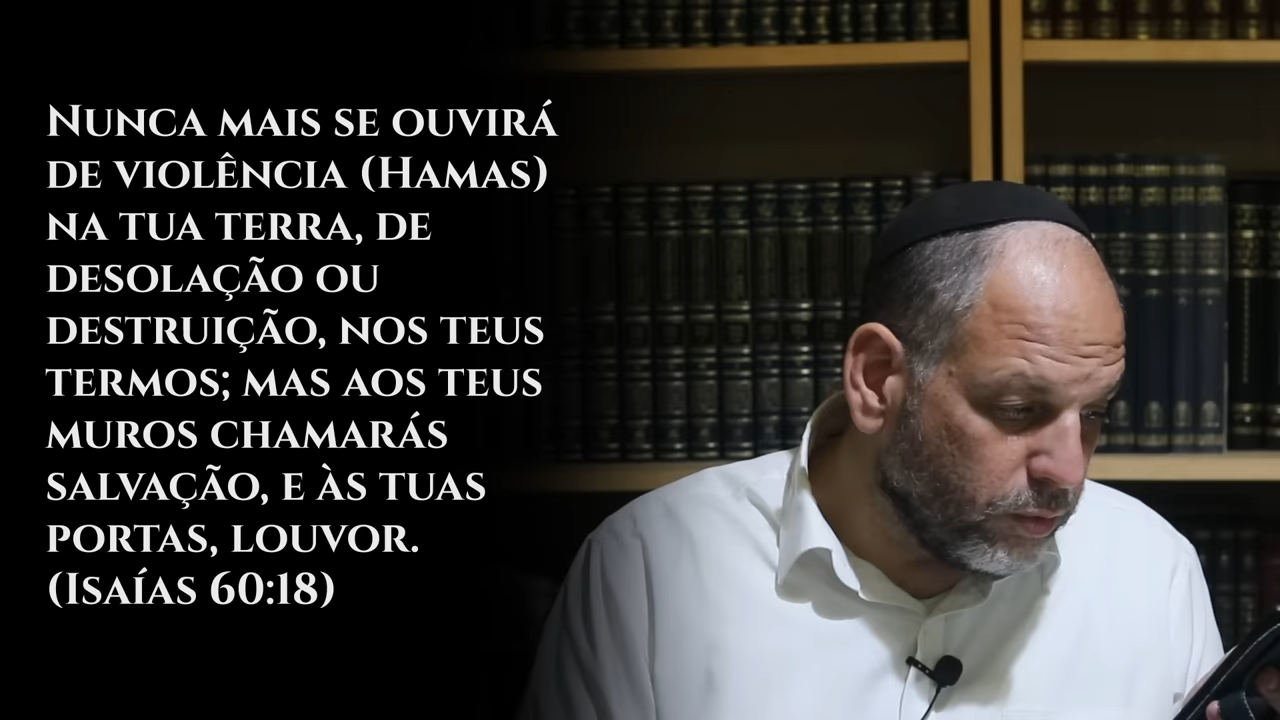 Nunca mais se ouvirá
de violência (Hamas)
na tua terra, de
desolação ou
destruição, nos teus
termos; mas aos teus
muros chamarás
salvação, e às tuas
portas, louvor.
(Isaías 60:18)